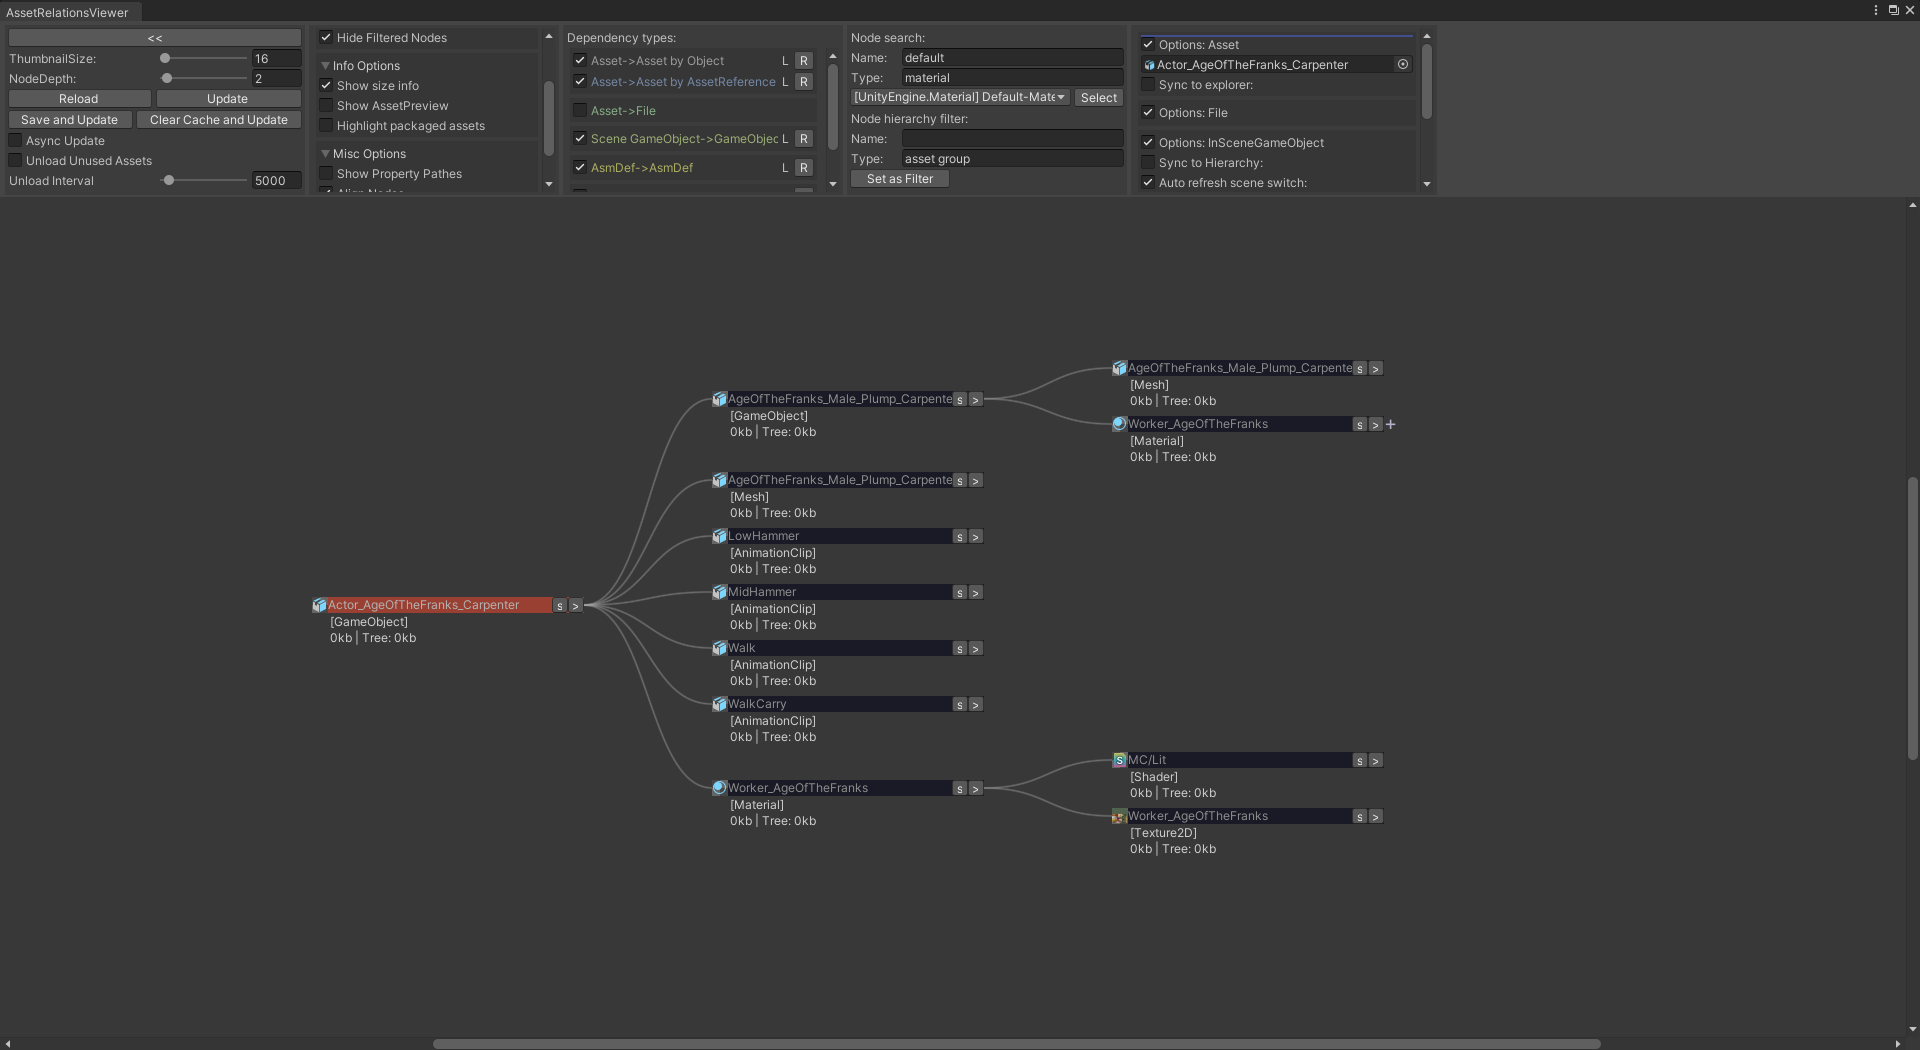 AssetRelationsViewer
<<
ThumbnailSize: 16
NodeDepth: 2
Reload Update
Save and Update Clear Cache and Update
Async Update
Unload Unused Assets
Unload Interval 5000
Hide Filtered Nodes
Info Options
Show size info
Show AssetPreview
Highlight packaged assets
Misc Options
Show Property Pathes
Align Nodes
Dependency types:
Asset->Asset by Object L R
Asset->Asset by AssetReference L R
Asset->File
Scene GameObject->GameObjec L R
AsmDef->AsmDef L R
Node search:
Name: default
Type: material
[UnityEngine.Material] Default-Mate Select
Node hierarchy filter:
Name:
Type: asset group
Set as Filter
Options: Asset
Actor_AgeOfTheFranks_Carpenter
Sync to explorer:
Options: File
Options: InSceneGameObject
Sync to Hierarchy:
Auto refresh scene switch:
Actor_AgeOfTheFranks_Carpenter s >
[GameObject]
0kb | Tree: 0kb
AgeOfTheFranks_Male_Plump_Carpente s >
[GameObject]
0kb | Tree: 0kb
AgeOfTheFranks_Male_Plump_Carpente s >
[Mesh]
0kb | Tree: 0kb
LowHammer s >
[AnimationClip]
0kb | Tree: 0kb
MidHammer s >
[AnimationClip]
0kb | Tree: 0kb
Walk s >
[AnimationClip]
0kb | Tree: 0kb
WalkCarry s >
[AnimationClip]
0kb | Tree: 0kb
Worker_AgeOfTheFranks s >
[Material]
0kb | Tree: 0kb
AgeOfTheFranks_Male_Plump_Carpente s >
[Mesh]
0kb | Tree: 0kb
Worker_AgeOfTheFranks s > +
[Material]
0kb | Tree: 0kb
MC/Lit s >
[Shader]
0kb | Tree: 0kb
Worker_AgeOfTheFranks s >
[Texture2D]
0kb | Tree: 0kb